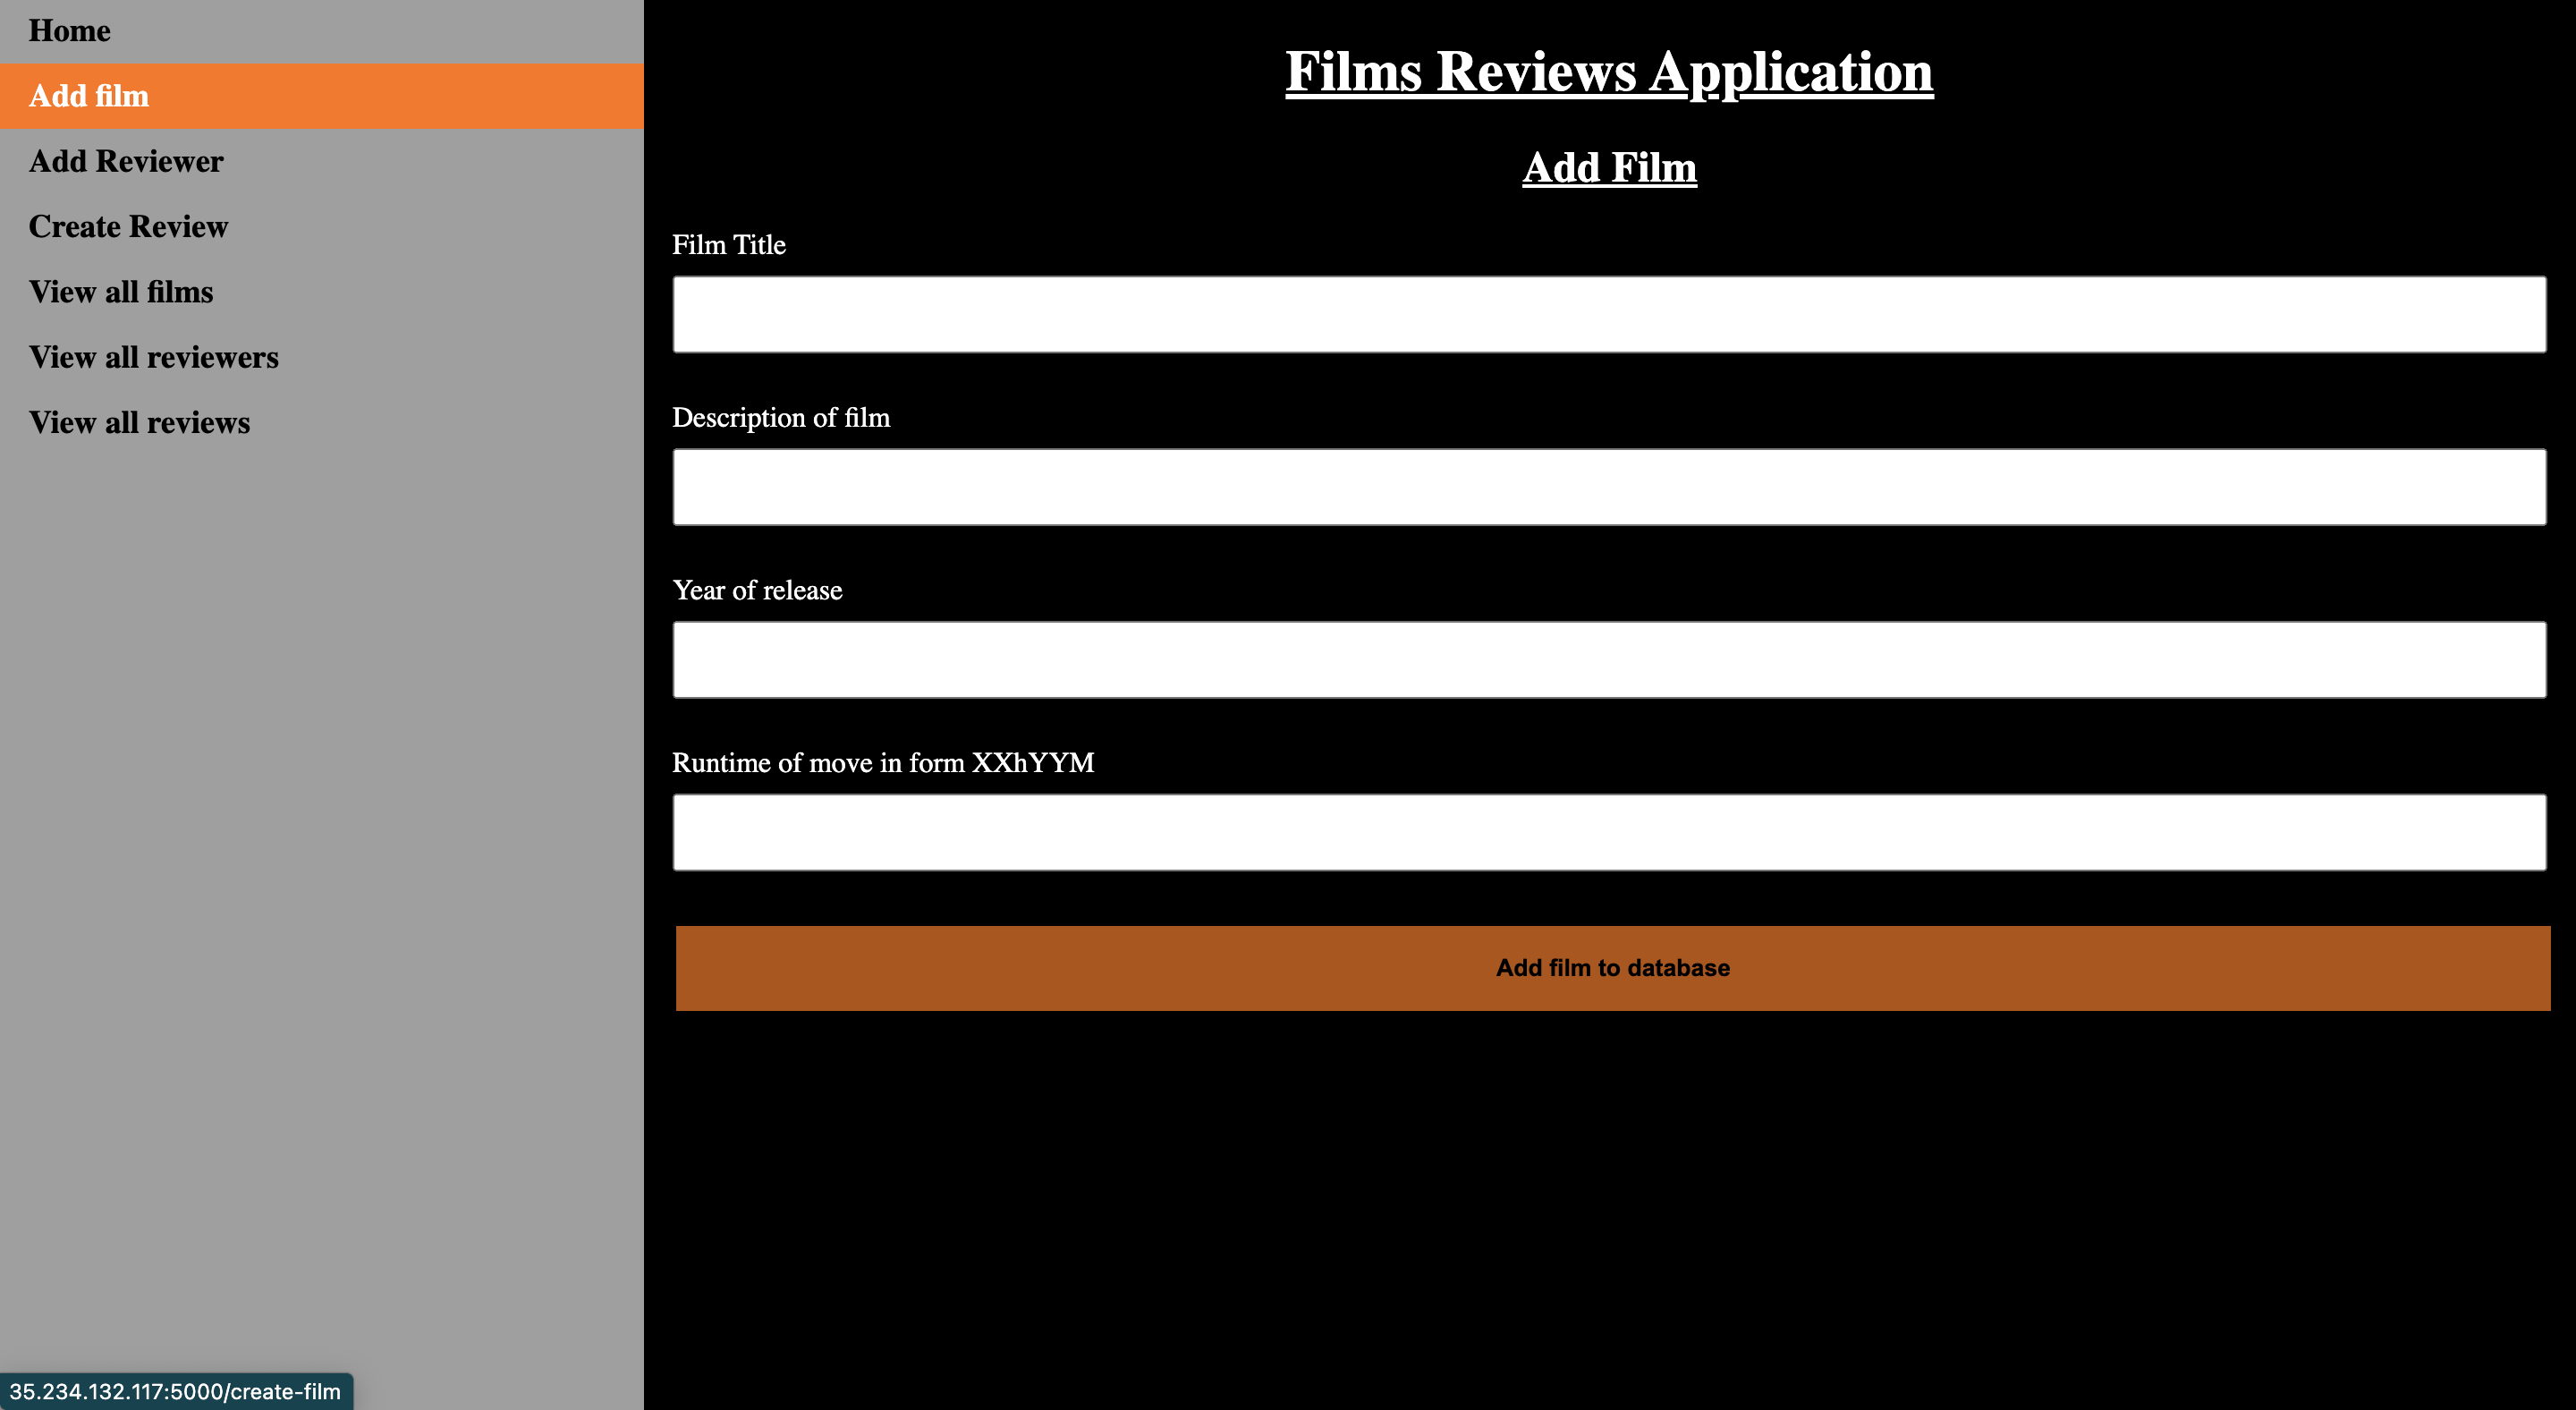 Home
Add film
Add Reviewer
Create Review
View all films
View all reviewers
View all reviews
Films Reviews Application
Add Film
Film Title
Description of film
Year of release
Runtime of move in form XXhYYM
Add film to database
35.234.132.117:5000/create-film